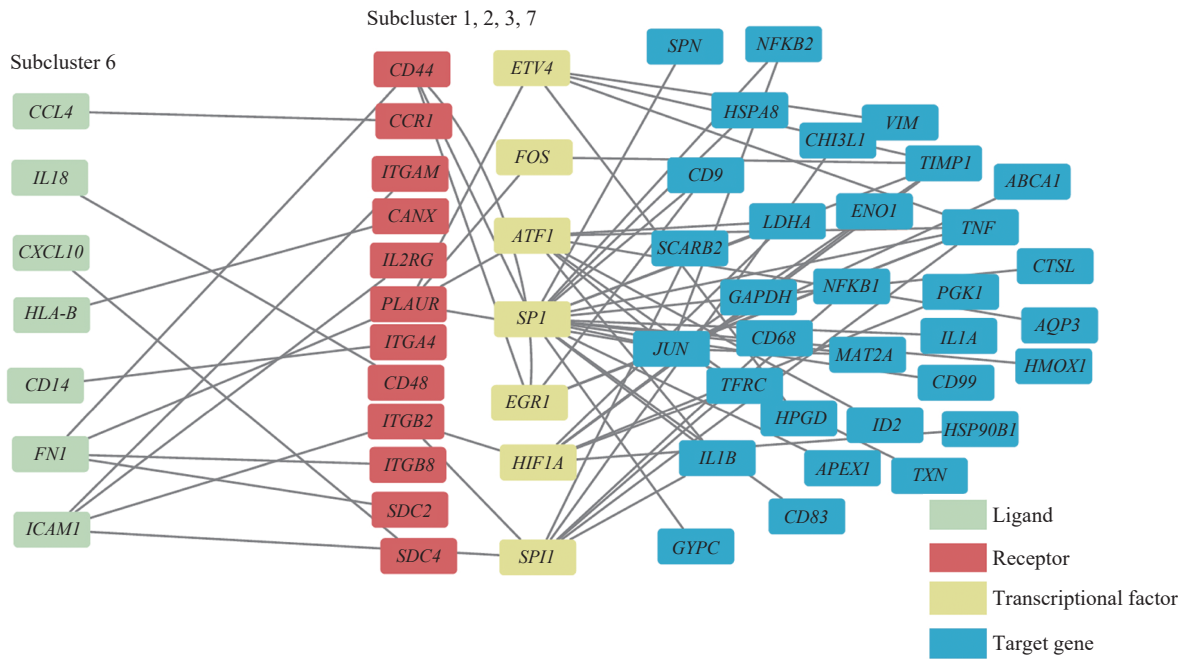 Subcluster 1, 2, 3, 7
Subcluster 6
CCL4
IL18
CXCL10
HLA-B
CD14
FN1
ICAM1
CD44
CCR1
ITGAM
CANX
IL2RG
PLAUR
ITGA4
CD48
ITGB2
ITGB8
SDC2
SDC4
ETV4
FOS
ATF1
SP1
EGR1
HIF1A
SPI1
SPN
NFKB2
HSPA8
VIM
CHI3L1
TIMP1
CD9
ABCA1
LDHA
ENO1
TNF
SCARB2
CTSL
GAPDH
NFKB1
PGK1
AQP3
JUN
CD68
IL1A
MAT2A
HMOX1
TFRC
CD99
HPGD
ID2
HSP90B1
IL1B
APEX1
TXN
CD83
GYPC
Ligand
Receptor
Transcriptional factor
Target gene